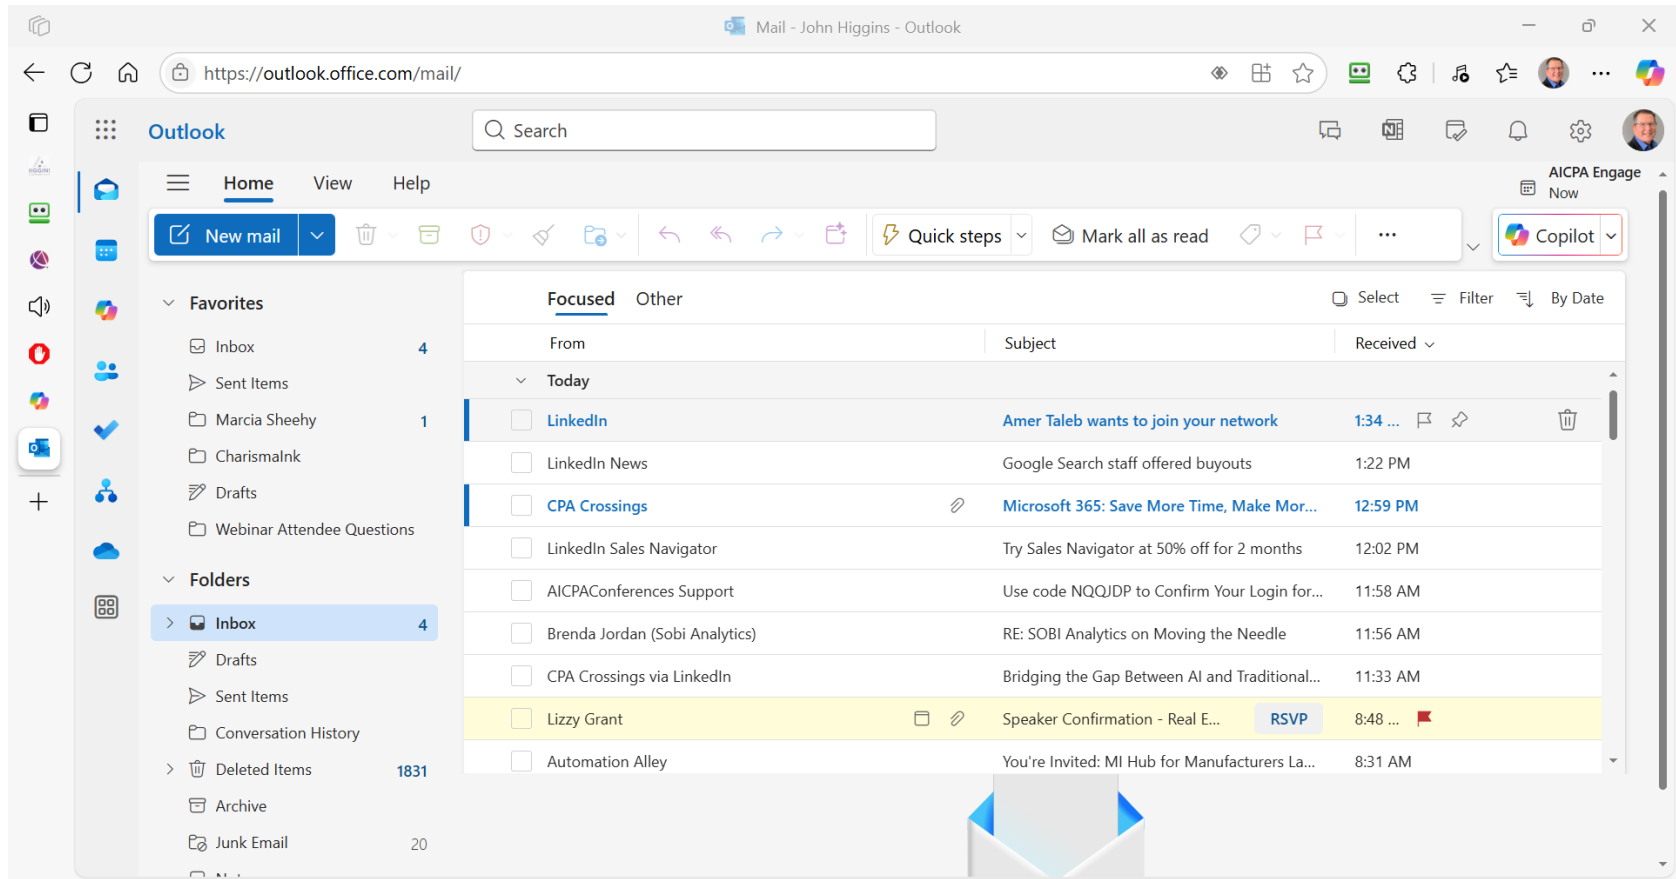 Mail - John Higgins - Outlook
https://outlook.office.com/mail/
Outlook
Search
Home View Help
AICPA Engage
Now
New mail
Quick steps
Mark all as read
Copilot
Favorites
Inbox 4
Sent Items
Marcia Sheehy 1
CharismaInk
Drafts
Webinar Attendee Questions
Folders
Inbox 4
Drafts
Sent Items
Conversation History
Deleted Items 1831
Archive
Junk Email 20
Focused Other Select Filter By Date
From Subject Received
Today
LinkedIn Amer Taleb wants to join your network 1:34 ...
LinkedIn News Google Search staff offered buyouts 1:22 PM
CPA Crossings Microsoft 365: Save More Time, Make Mor... 12:59 PM
LinkedIn Sales Navigator Try Sales Navigator at 50% off for 2 months 12:02 PM
AICPAConferences Support Use code NQQJDP to Confirm Your Login for... 11:58 AM
Brenda Jordan (Sobi Analytics) RE: SOBI Analytics on Moving the Needle 11:56 AM
CPA Crossings via LinkedIn Bridging the Gap Between AI and Traditional... 11:33 AM
Lizzy Grant Speaker Confirmation - Real E... RSVP 8:48 ...
Automation Alley You're Invited: MI Hub for Manufacturers La... 8:31 AM